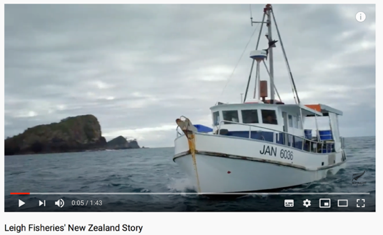 JAN 6036
0:05 / 1:43
Leigh Fisheries' New Zealand Story